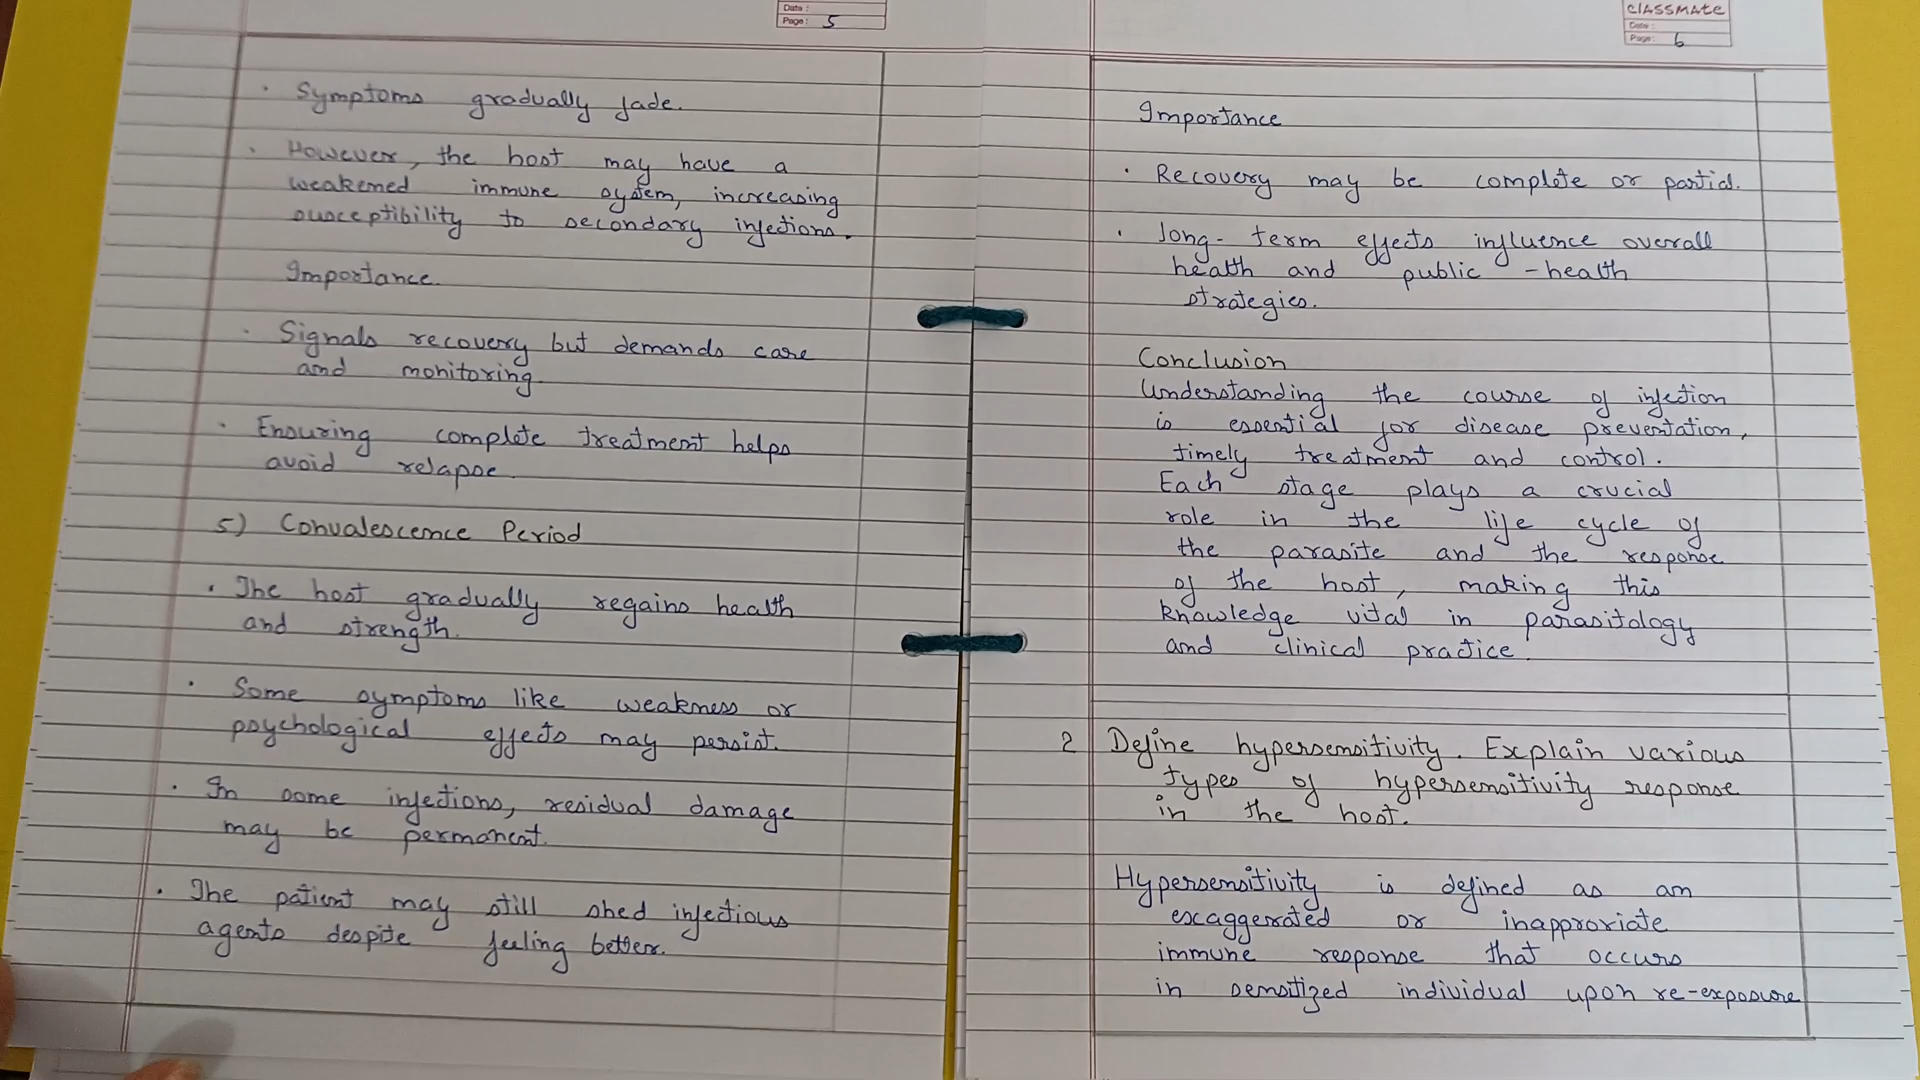 Date :
Page : 5
• Symptoms gradually fade.
• However, the host may have a
weakened immune system, increasing
susceptibility to secondary infections.
Importance.
• Signals recovery but demands care
and monitoring.
• Ensuring complete treatment helps
avoid relapse.
5) Convalescence Period
• The host gradually regains health
and strength.
• Some symptoms like weakness or
psychological effects may persist.
• In some infections, residual damage
may be permanent.
• The patient may still shed infectious
agents despite feeling better.
CLASSMATE
Date :
Page : 6
Importance
• Recovery may be complete or partial.
• long-term effects influence overall
health and public-health
strategies.
Conclusion
Understanding the course of infection
is essential for disease preventation,
timely treatment and control.
Each stage plays a crucial
role in the life cycle of
the parasite and the response
of the host, making this
knowledge vital in parasitology
and clinical practice.
2 Define hypersensitivity. Explain various
types of hypersensitivity response
in the host.
Hypersensitivity is defined as an
excaggerated or inapproriate
immune response that occurs
in sensitized individual upon re-exposure